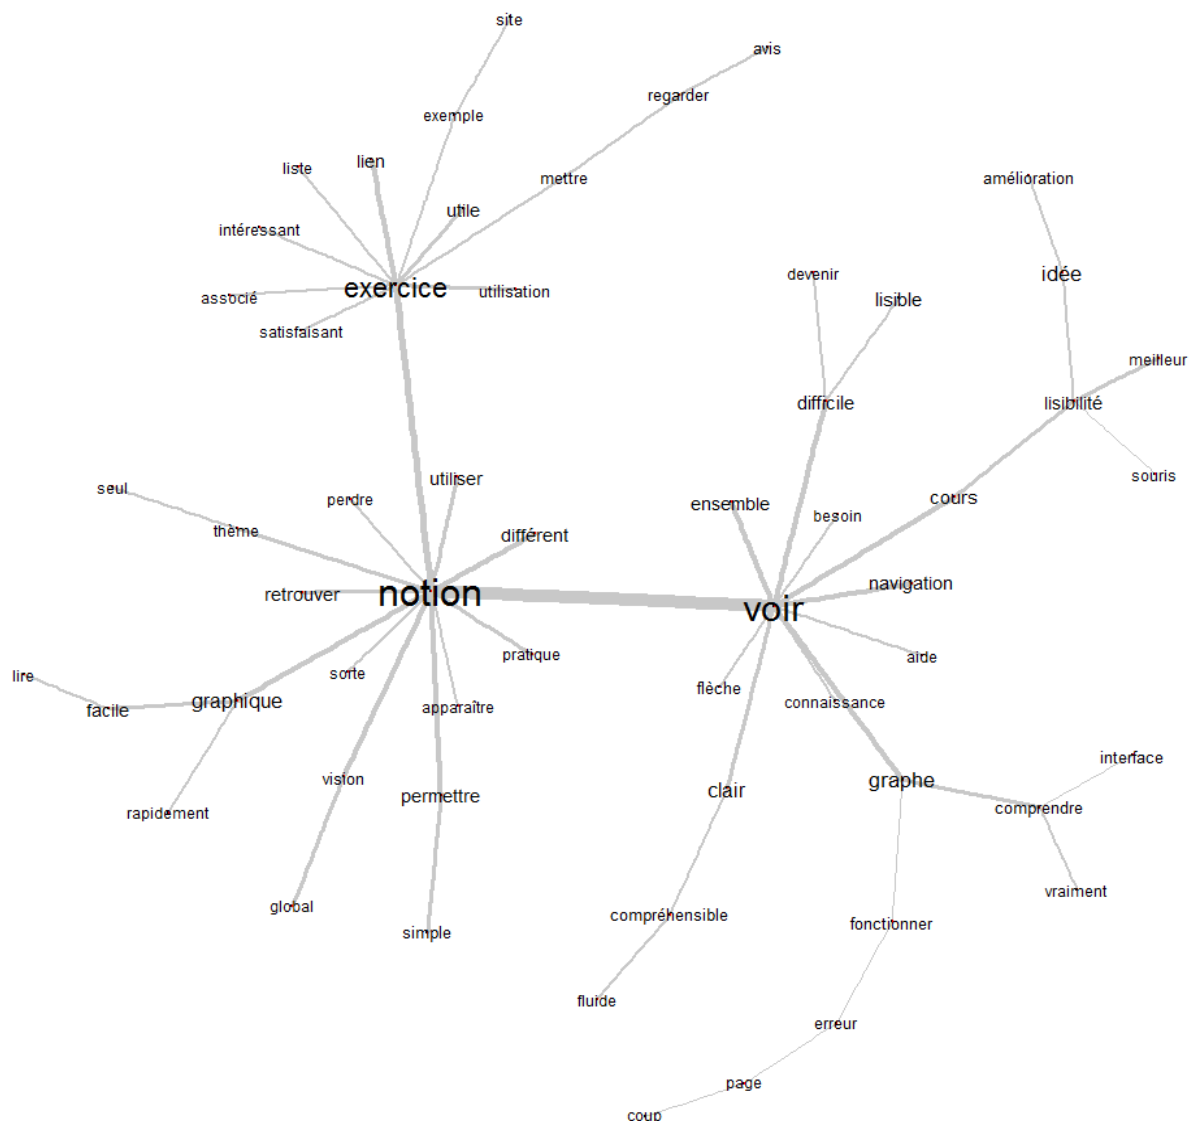 site
avis
regarder
exemple
lien
liste
mettre
amélioration
utile
intéressant
idée
devenir
exercice
utilisation
associé
lisible
satisfaisant
meilleur
difficile
lisibilité
souris
utiliser
seul
perdre
cours
ensemble
besoin
thème
différent
navigation
retrouver
notion
voir
pratique
aide
sorte
lire
flèche
graphique
connaissance
facile
apparaître
interface
vision
graphe
clair
permettre
comprendre
rapidement
vraiment
global
compréhensible
fonctionner
simple
fluide
erreur
page
coup